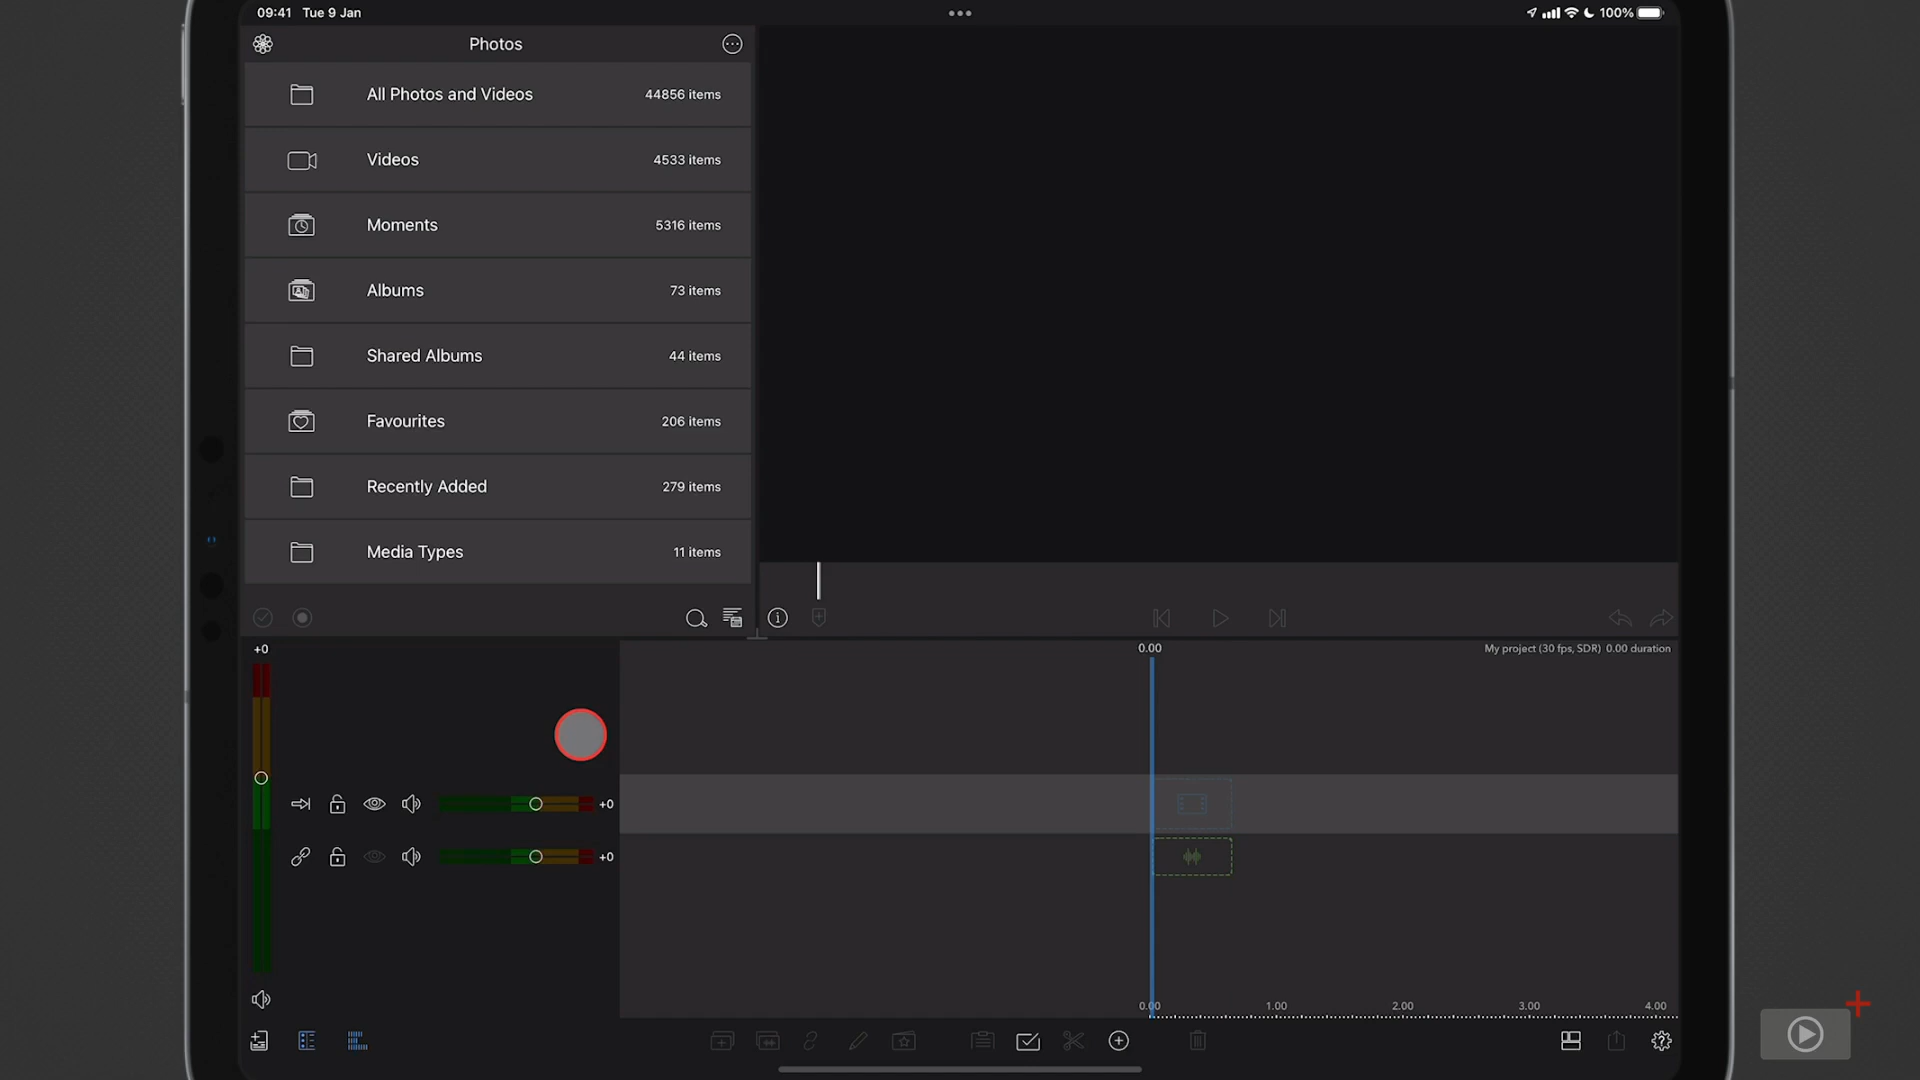 09:41 Tue 9 Jan
100%
Photos
All Photos and Videos 44856 items
Videos 4533 items
Moments 5316 items
Albums 73 items
Shared Albums 44 items
Favourites 206 items
Recently Added 279 items
Media Types 11 items
+0
0.00
My project (30 fps, SDR) 0.00 duration
+0
+0
0.00 1.00 2.00 3.00 4.00